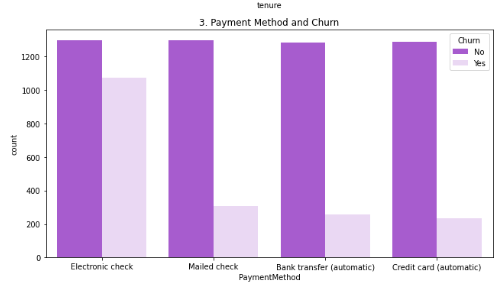 tenure
3. Payment Method and Churn
Churn
No
Yes
1200
1000
800
600
400
200
0
count
Electronic check
Mailed check
Bank transfer (automatic)
Credit card (automatic)
PaymentMethod